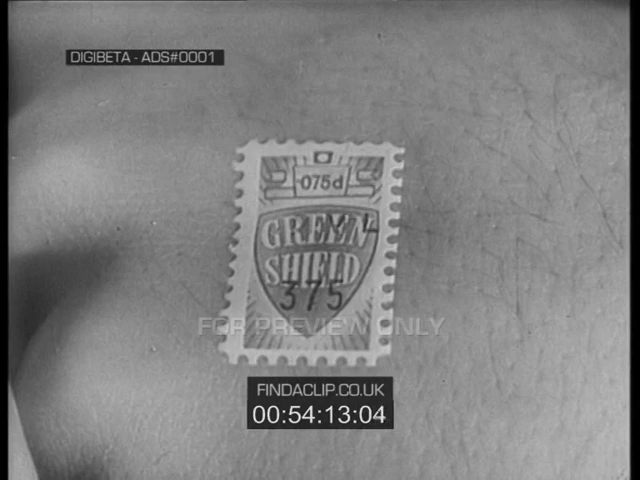 DIGIBETA - ADS#0001
·075d
GREEN
SHIELD
375
FOR PREVIEW ONLY
FINDACLIP.CO.UK
00:54:13:04